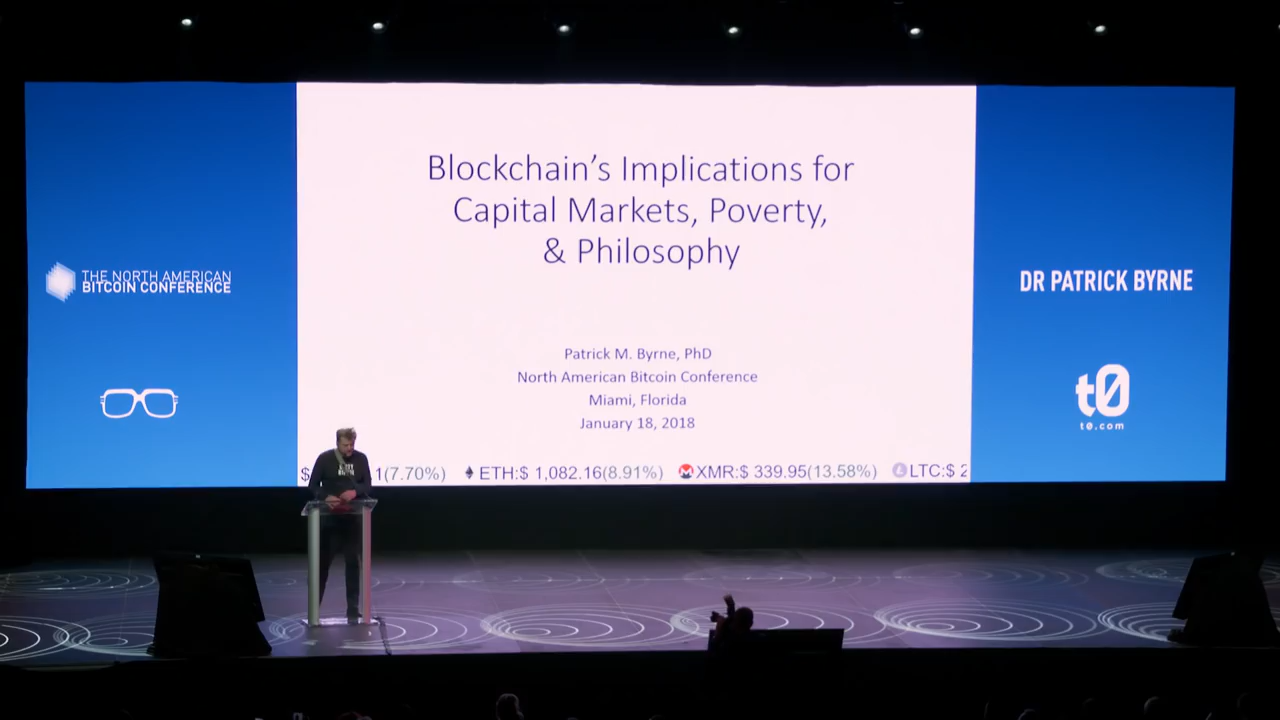 Blockchain's Implications for
Capital Markets, Poverty,
& Philosophy
THE NORTH AMERICAN
BITCOIN CONFERENCE
DR PATRICK BYRNE
Patrick M. Byrne, PhD
North American Bitcoin Conference
Miami, Florida
January 18, 2018
t0
t0.com
$ 1(7.70%) ETH:$ 1,082.16(8.91%) XMR:$ 339.95(13.58%) LTC:$ 2